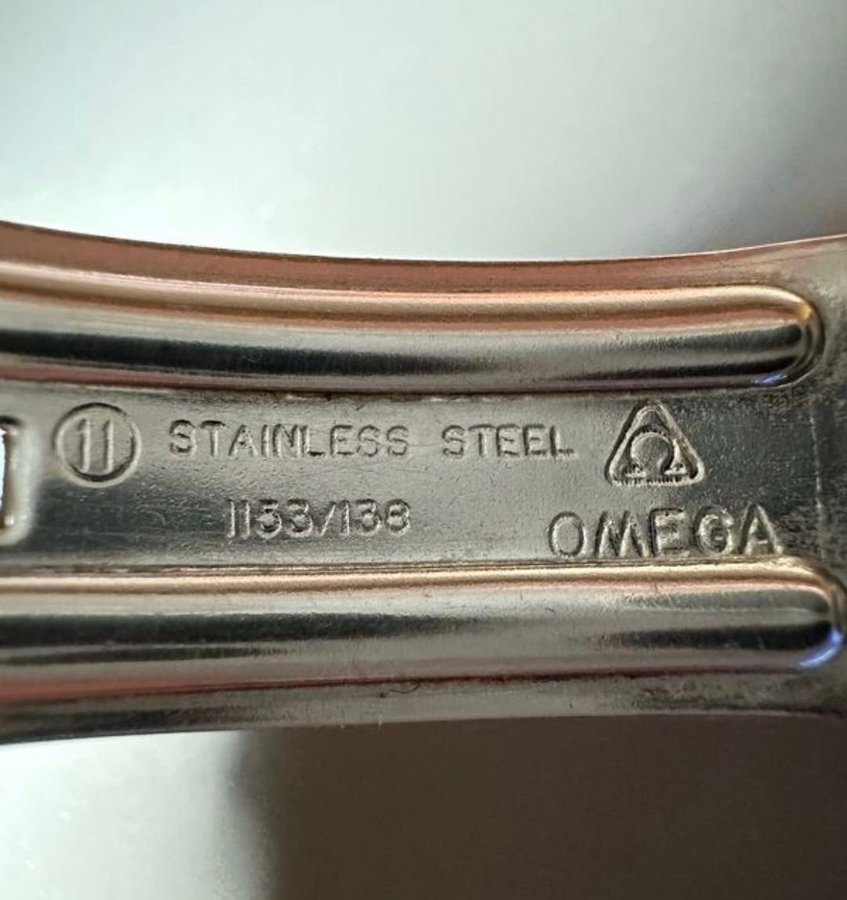 11 STAINLESS STEEL Ω
1153/138
OMEGA